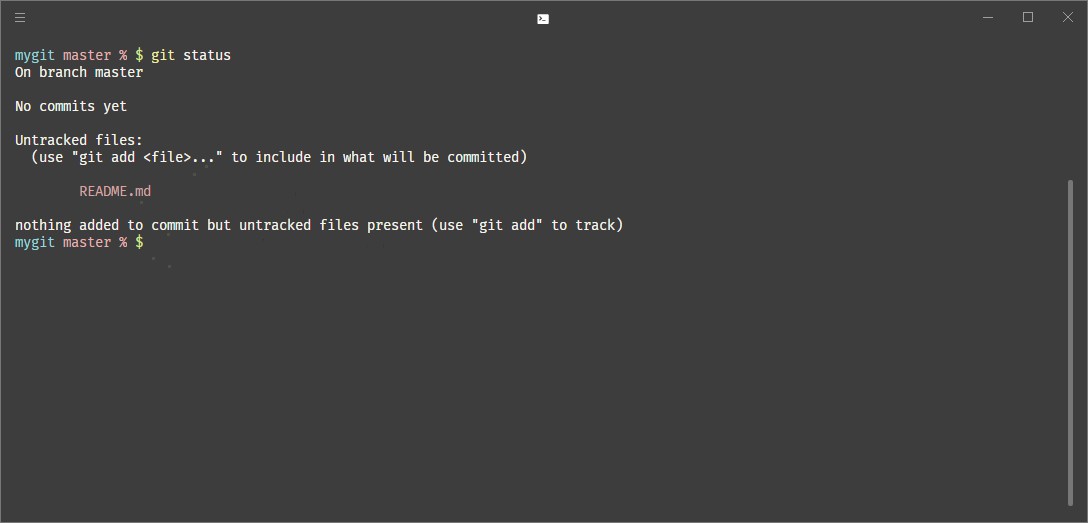 mygit master % $ git status
On branch master
No commits yet
Untracked files:
  (use "git add <file>..." to include in what will be committed)
        README.md
nothing added to commit but untracked files present (use "git add" to track)
mygit master % $